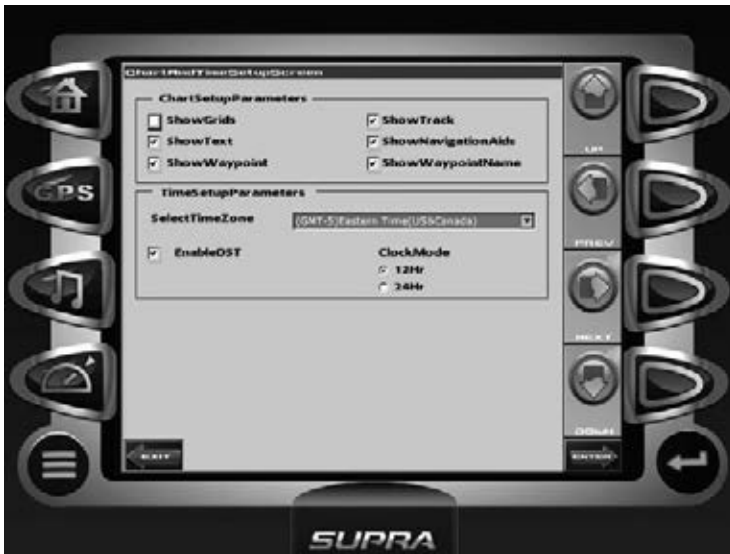 ChartAndTimeSetupScreen
ChartSetupParameters
ShowGrids
ShowTrack
ShowText
ShowNavigationAids
ShowWaypoint
ShowWaypointName
TimeSetupParameters
SelectTimeZone
(GMT-5)Eastern Time(US&Canada)
EnableDST
ClockMode
12Hr
24Hr
GPS
UP
PREV
NEXT
DOWN
EXIT
ENTER
SUPRA